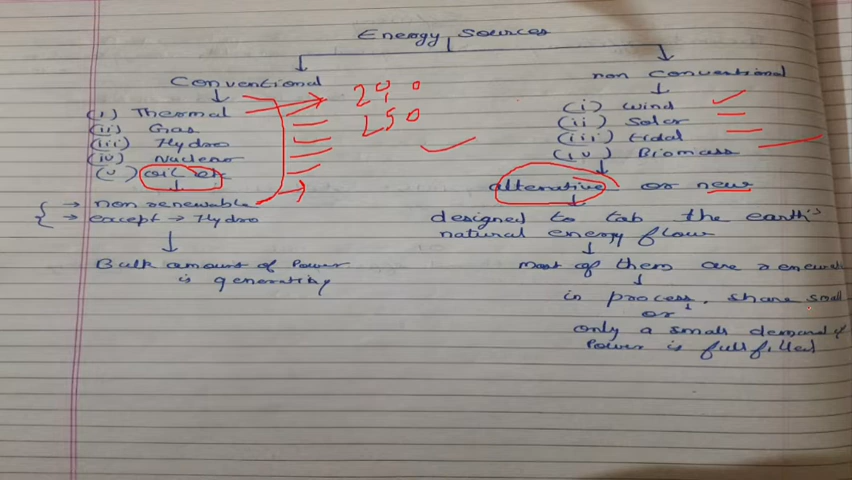 Energy Sources
Conventional
(i) Thermal
(ii) Gas
(iii) Hydro
(iv) Nuclear
(v) oil etc
→ non renewable
→ except → Hydro
Bulk amount of Power
is generating
250
non Conventional
(i) Wind
(ii) Solar
(iii) tidal
(iv) Biomass
alternative or new
designed to tab the earth's
natural energy flow
most of them are
in process, share small
or
only a small demand of
Power is fullfilled